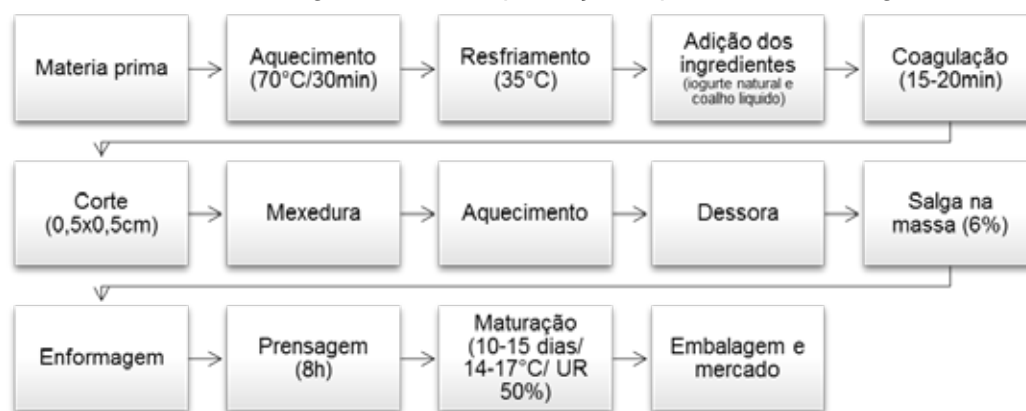 Materia prima
Aquecimento
(70°C/30min)
Resfriamento
(35°C)
Adição dos
ingredientes
(iogurte natural e
coalho liquido)
Coagulação
(15-20min)
Corte
(0,5x0,5cm)
Mexedura
Aquecimento
Dessora
Salga na
massa (6%)
Enformagem
Prensagem
(8h)
Maturação
(10-15 dias/
14-17°C/ UR
50%)
Embalagem e
mercado